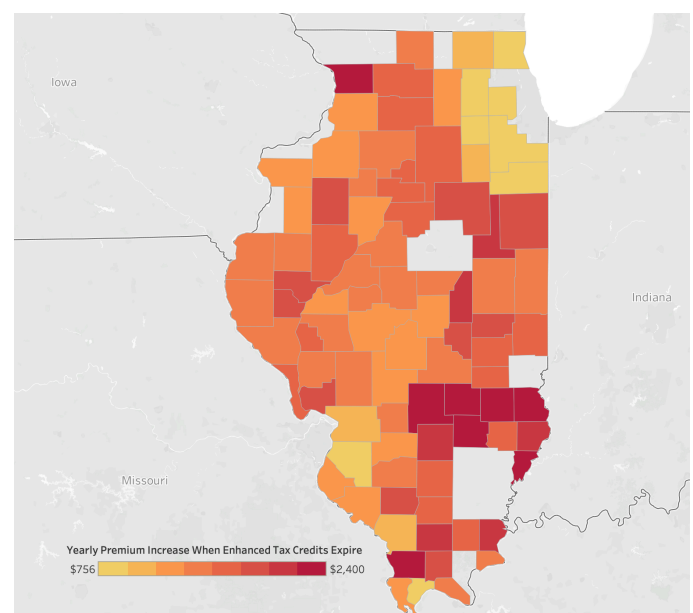 Iowa
Indiana
Missouri
Yearly Premium Increase When Enhanced Tax Credits Expire
$756 $2,400